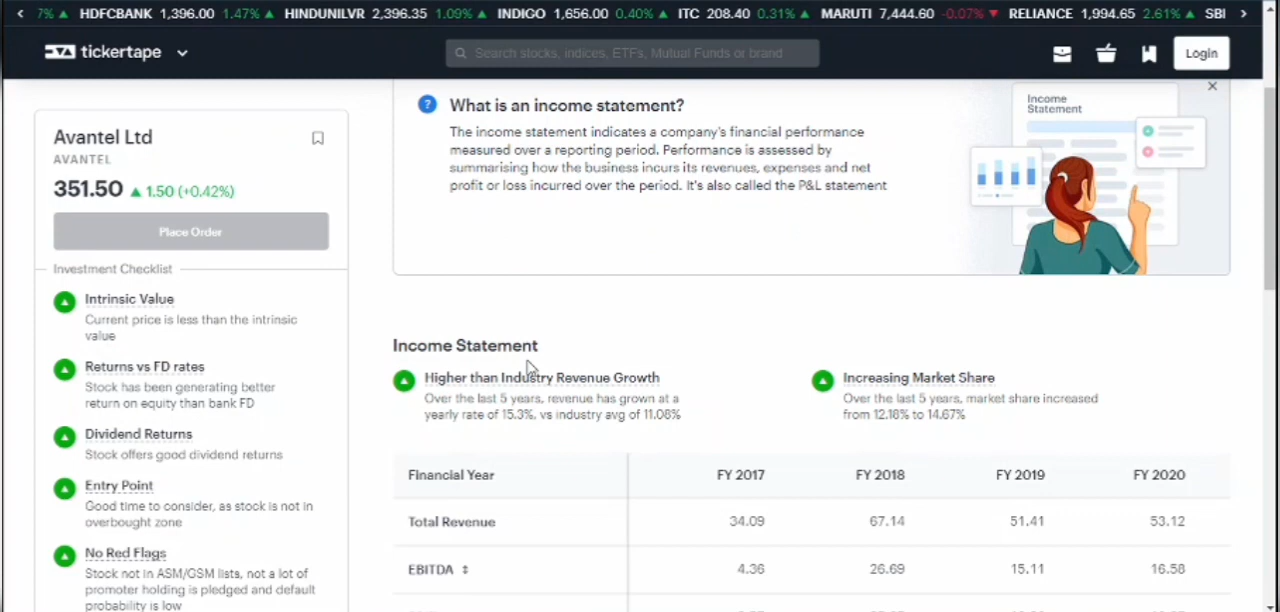 7% ▲ HDFCBANK 1,396.00 1.47% ▲ HINDUNILVR 2,396.35 1.09% ▲ INDIGO 1,656.00 0.40% ▲ ITC 208.40 0.31% ▲ MARUTI 7,444.60 -0.07% ▼ RELIANCE 1,994.65 2.61% ▲ SBI
tickertape
Search stocks, indices, ETFs, Mutual Funds or brand
Login
Avantel Ltd
AVANTEL
351.50 ▲ 1.50 (+0.42%)
Place Order
Investment Checklist
Intrinsic Value
Current price is less than the intrinsic
value
Returns vs FD rates
Stock has been generating better
return on equity than bank FD
Dividend Returns
Stock offers good dividend returns
Entry Point
Good time to consider, as stock is not in
overbought zone
No Red Flags
Stock not in ASM/GSM lists, not a lot of
promoter holding is pledged and default
probability is low
What is an income statement?
The income statement indicates a company's financial performance
measured over a reporting period. Performance is assessed by
summarising how the business incurs its revenues, expenses and net
profit or loss incurred over the period. It's also called the P&L statement
Income
Statement
Income Statement
Higher than Industry Revenue Growth
Over the last 5 years, revenue has grown at a
yearly rate of 15.3%, vs industry avg of 11.08%
Increasing Market Share
Over the last 5 years, market share increased
from 12.18% to 14.67%
Financial Year FY 2017 FY 2018 FY 2019 FY 2020
Total Revenue 34.09 67.14 51.41 53.12
EBITDA 4.36 26.69 15.11 16.58